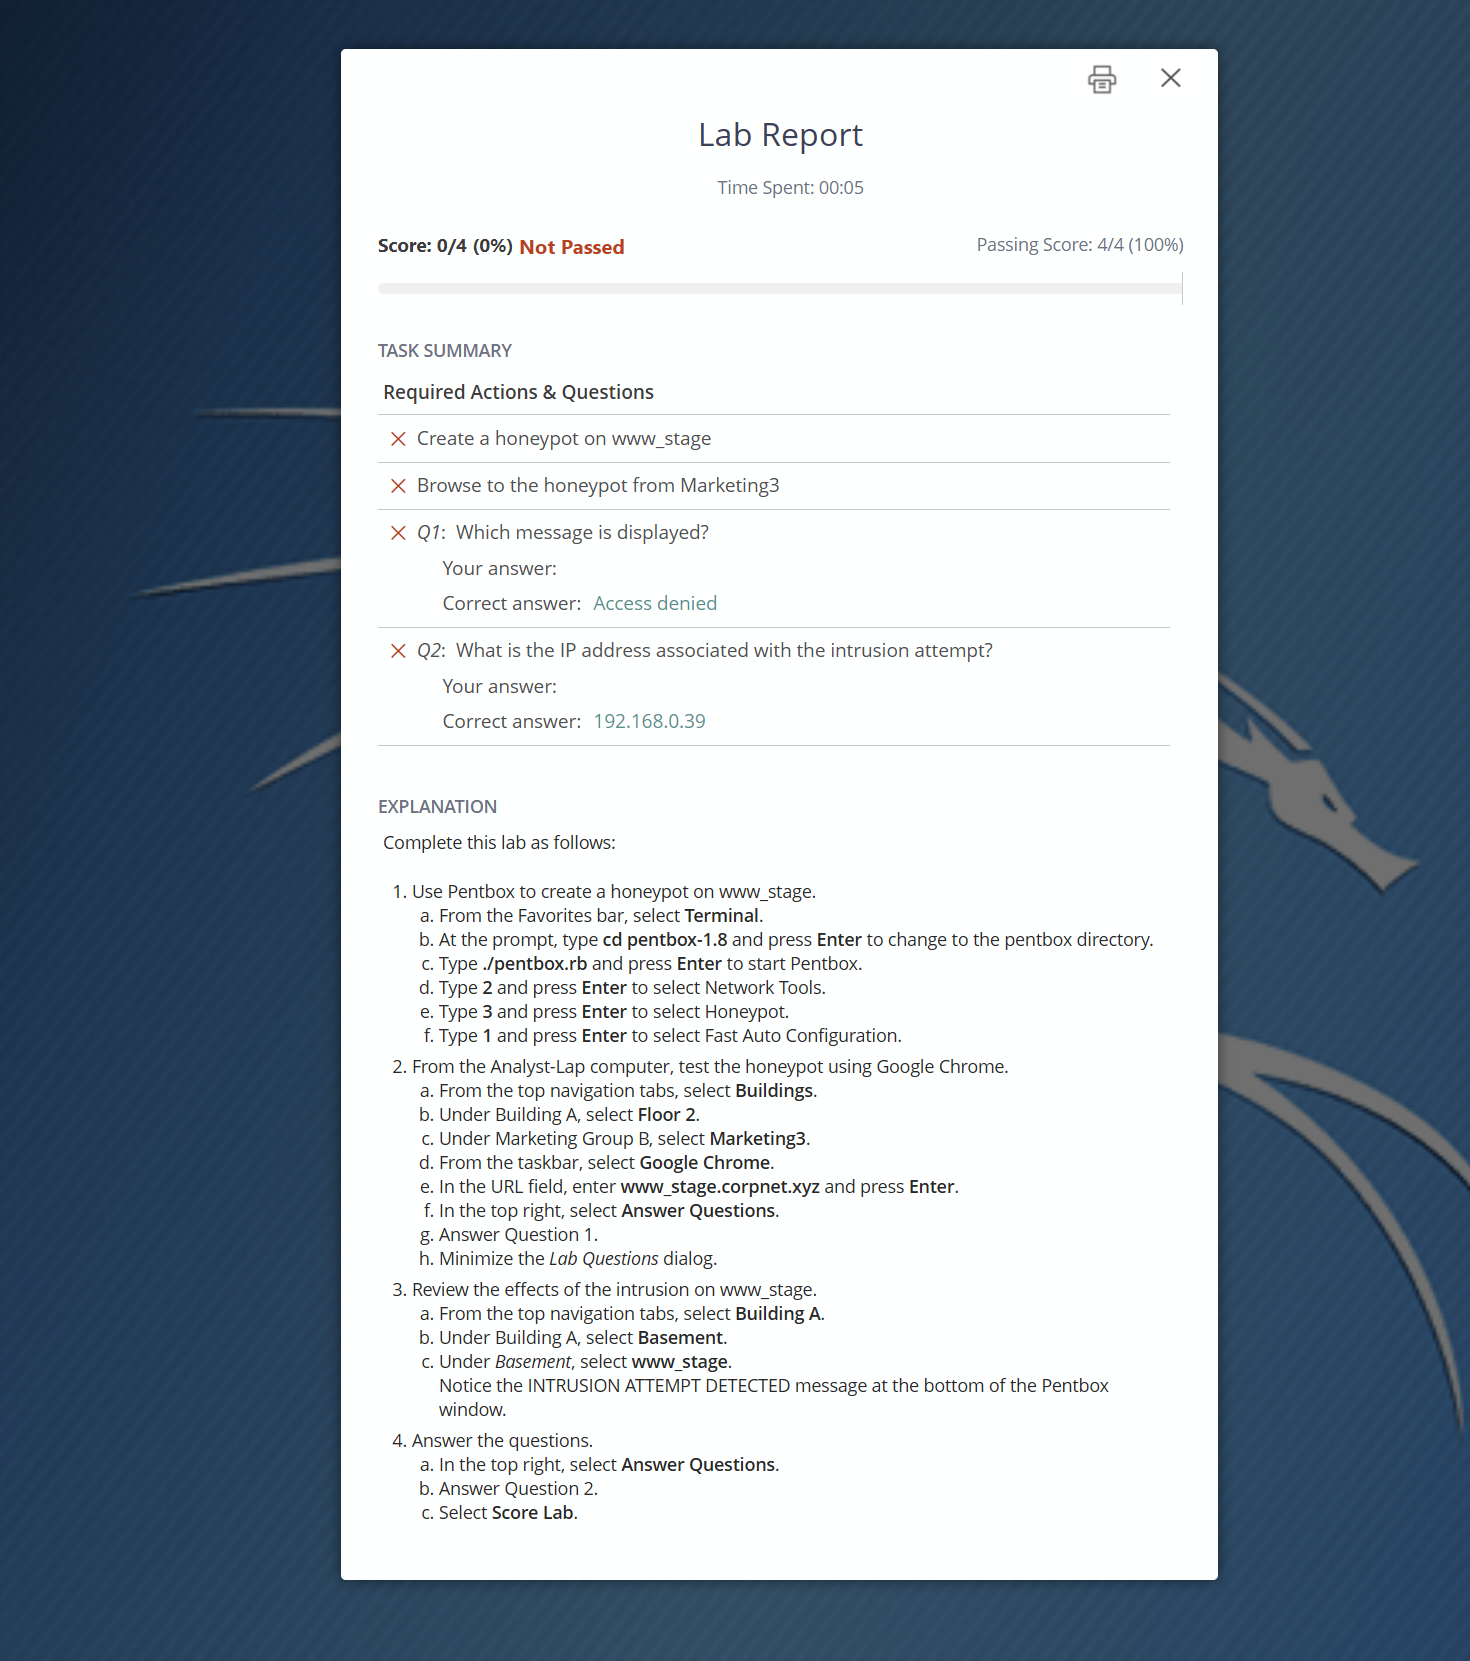 Lab Report
Time Spent: 00:05
Score: 0/4 (0%) Not Passed
Passing Score: 4/4 (100%)
TASK SUMMARY
Required Actions & Questions
Create a honeypot on www_stage
Browse to the honeypot from Marketing3
Q1: Which message is displayed?
Your answer:
Correct answer: Access denied
Q2: What is the IP address associated with the intrusion attempt?
Your answer:
Correct answer: 192.168.0.39
EXPLANATION
Complete this lab as follows:
1. Use Pentbox to create a honeypot on www_stage.
a. From the Favorites bar, select Terminal.
b. At the prompt, type cd pentbox-1.8 and press Enter to change to the pentbox directory.
c. Type ./pentbox.rb and press Enter to start Pentbox.
d. Type 2 and press Enter to select Network Tools.
e. Type 3 and press Enter to select Honeypot.
f. Type 1 and press Enter to select Fast Auto Configuration.
2. From the Analyst-Lap computer, test the honeypot using Google Chrome.
a. From the top navigation tabs, select Buildings.
b. Under Building A, select Floor 2.
c. Under Marketing Group B, select Marketing3.
d. From the taskbar, select Google Chrome.
e. In the URL field, enter www_stage.corpnet.xyz and press Enter.
f. In the top right, select Answer Questions.
g. Answer Question 1.
h. Minimize the Lab Questions dialog.
3. Review the effects of the intrusion on www_stage.
a. From the top navigation tabs, select Building A.
b. Under Building A, select Basement.
c. Under Basement, select www_stage.
Notice the INTRUSION ATTEMPT DETECTED message at the bottom of the Pentbox
window.
4. Answer the questions.
a. In the top right, select Answer Questions.
b. Answer Question 2.
c. Select Score Lab.